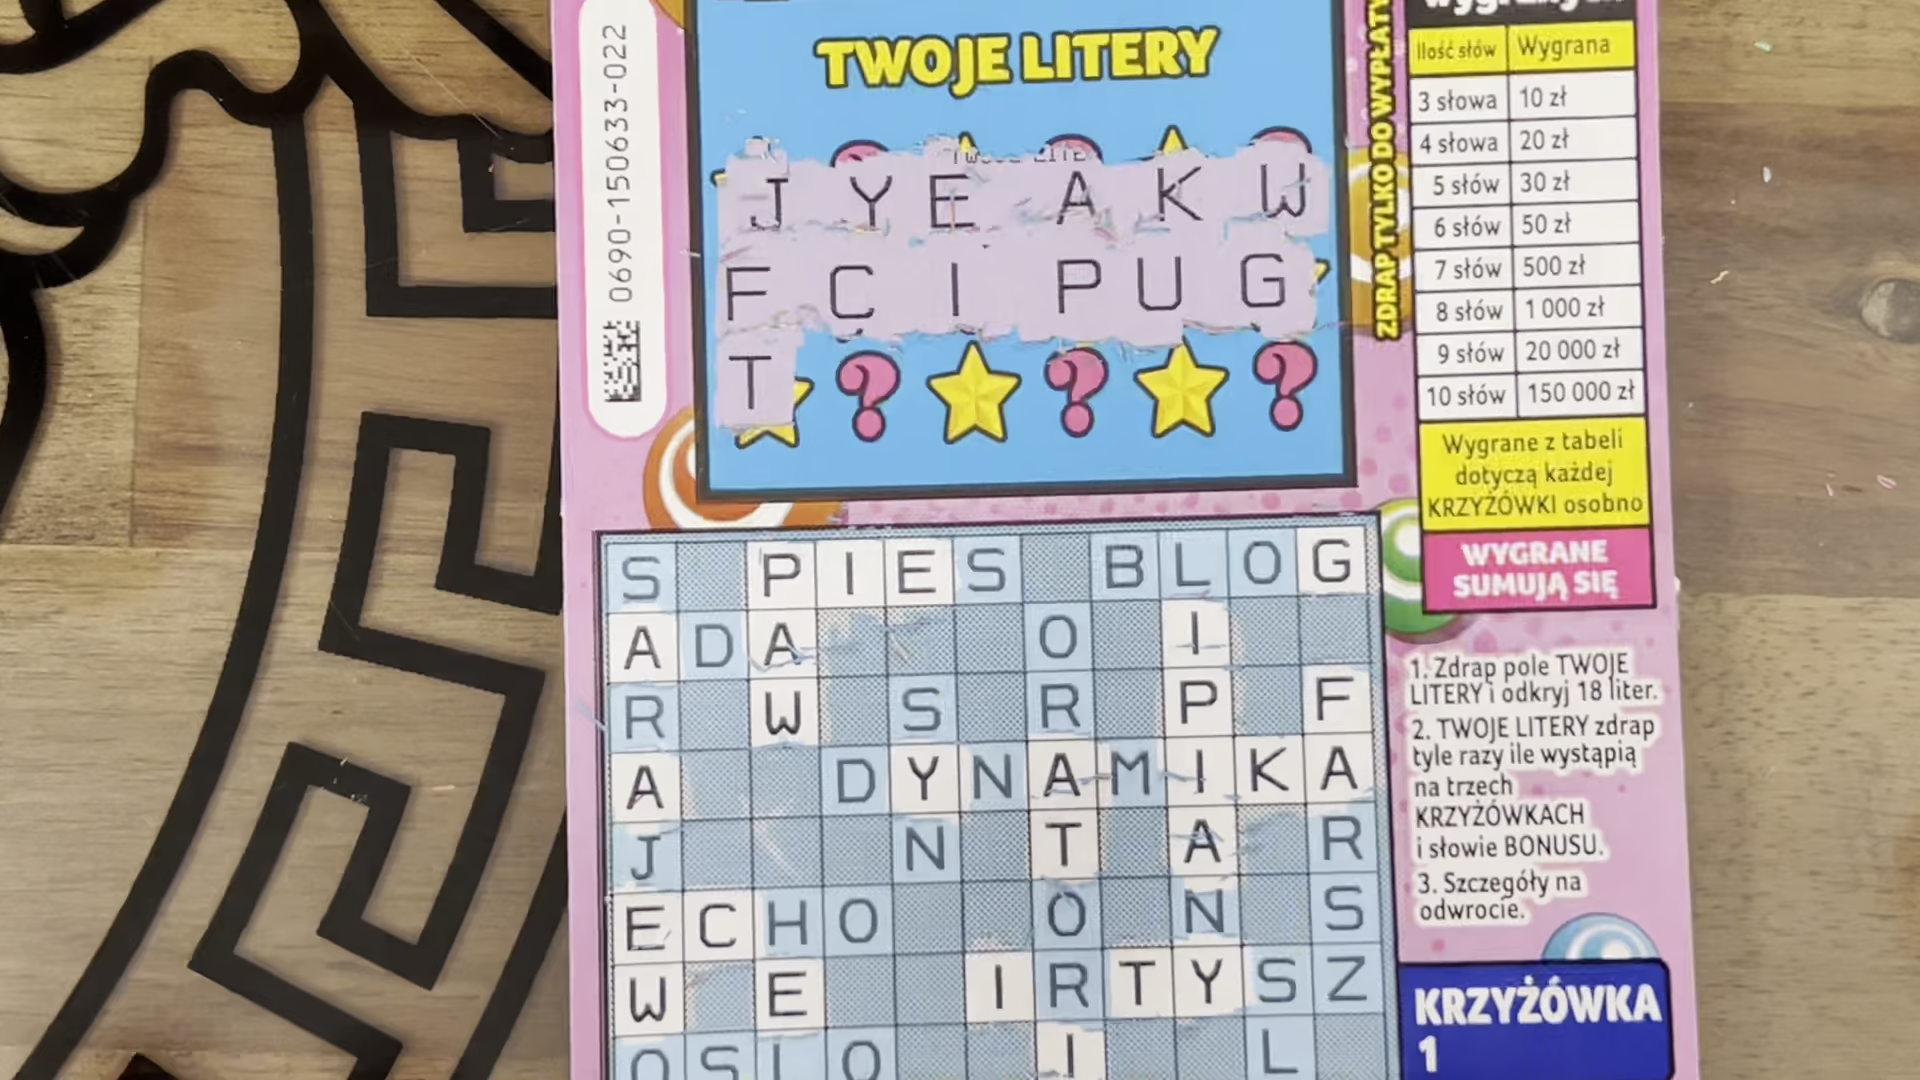 TWOJE LITERY
J Y E A K W
F C I P U G
T
0690-150633-022
ZDRAP TYLKO DO WYPŁATY
Ilość słów Wygrana
3 słowa 10 zł
4 słowa 20 zł
5 słów 30 zł
6 słów 50 zł
7 słów 500 zł
8 słów 1 000 zł
9 słów 20 000 zł
10 słów 150 000 zł
Wygrane z tabeli
dotyczą każdej
KRZYŻÓWKI osobno
WYGRANE
SUMUJĄ SIĘ
1. Zdrap pole TWOJE
LITERY i odkryj 18 liter.
2. TWOJE LITERY zdrap
tyle razy ile wystąpią
na trzech
KRZYŻÓWKACH
i słowie BONUSU.
3. Szczegóły na
odwrocie.
KRZYŻÓWKA
1
S PIES BLOG
ADA O I
R W S R P F
A DYNAMIKA
J N T A R
ECHO O N S
W E IRTYSZ
OSLO I L